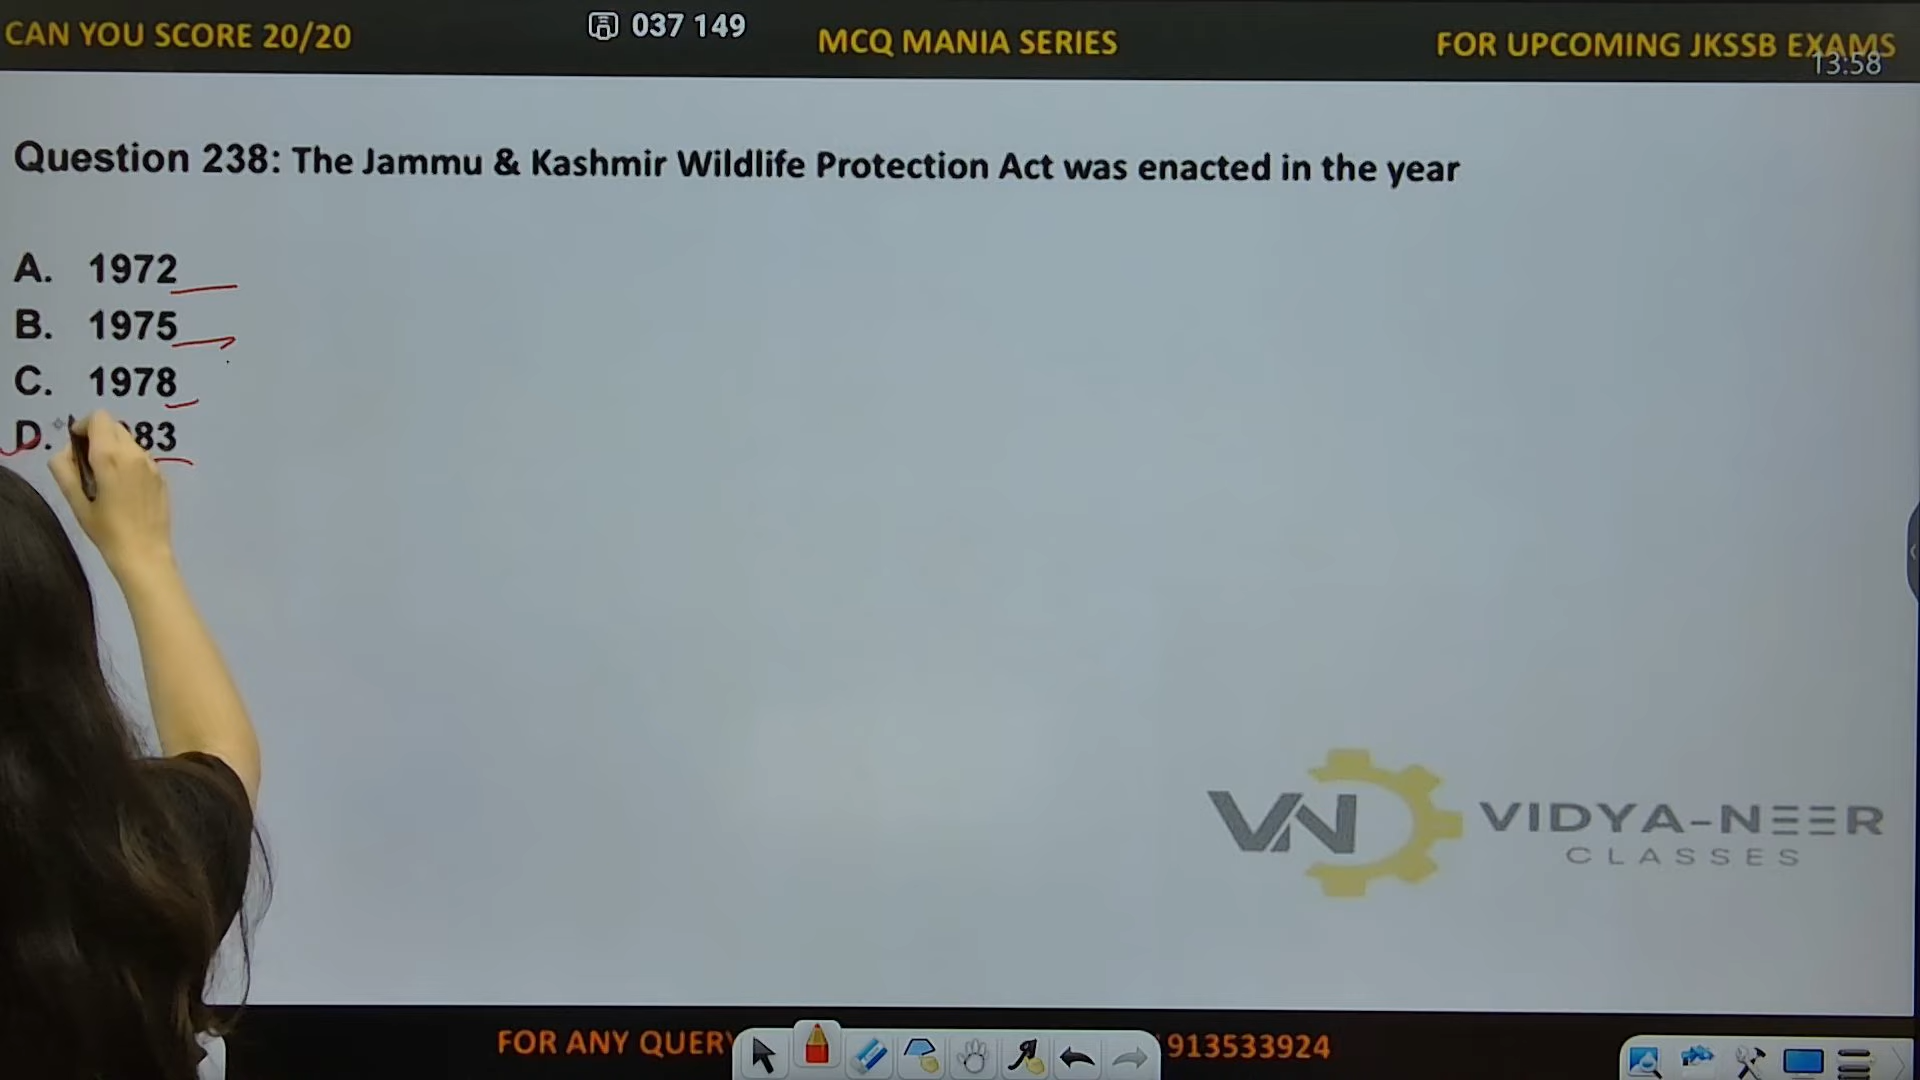 CAN YOU SCORE 20/20
037 149
MCQ MANIA SERIES
FOR UPCOMING JKSSB EXAMS
13:58
Question 238: The Jammu & Kashmir Wildlife Protection Act was enacted in the year
A. 1972
B. 1975
C. 1978
D. 83
VN VIDYA-NEER
CLASSES
FOR ANY QUERY 913533924